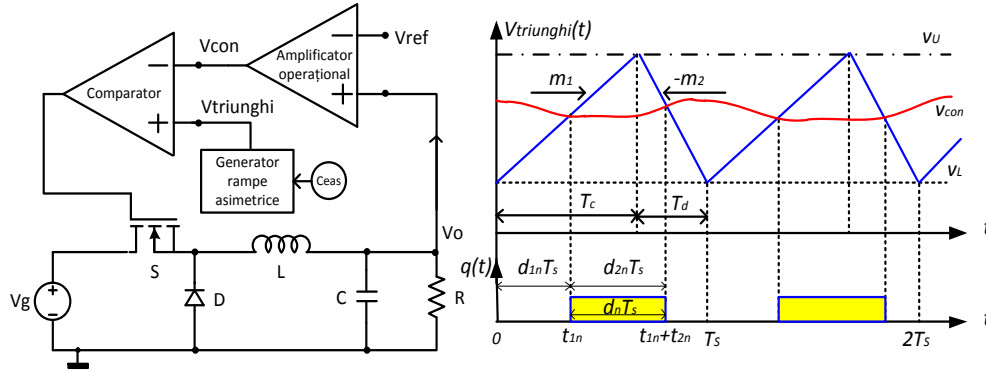 Vcon
Vref
Amplificator
operațional
Comparator
Vtriunghi
Generator
rampe
asimetrice
Ceas
S
L
Vo
Vg
D
C
R
Vtriunghi(t)
vU
m1
-m2
vcon
vL
Tc
Td
t
q(t)
d1nTs
d2nTs
dnTs
t
0
t1n
t1n+t2n
Ts
2Ts